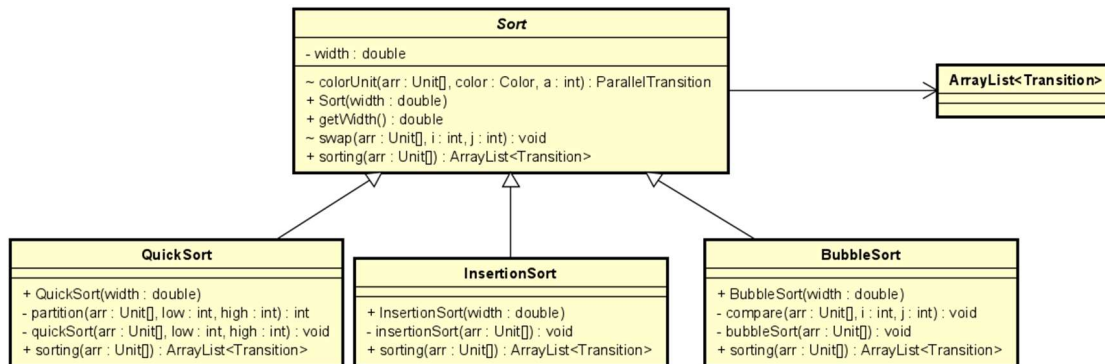 Sort
- width : double
~ colorUnit(arr : Unit[], color : Color, a : int) : ParallelTransition
+ Sort(width : double)
+ getWidth() : double
~ swap(arr : Unit[], i : int, j : int) : void
+ sorting(arr : Unit[]) : ArrayList<Transition>
ArrayList<Transition>
QuickSort
+ QuickSort(width : double)
- partition(arr : Unit[], low : int, high : int) : int
- quickSort(arr : Unit[], low : int, high : int) : void
+ sorting(arr : Unit[]) : ArrayList<Transition>
InsertionSort
+ InsertionSort(width : double)
- insertionSort(arr : Unit[]) : void
+ sorting(arr : Unit[]) : ArrayList<Transition>
BubbleSort
+ BubbleSort(width : double)
- compare(arr : Unit[], i : int, j : int) : void
- bubbleSort(arr : Unit[]) : void
+ sorting(arr : Unit[]) : ArrayList<Transition>